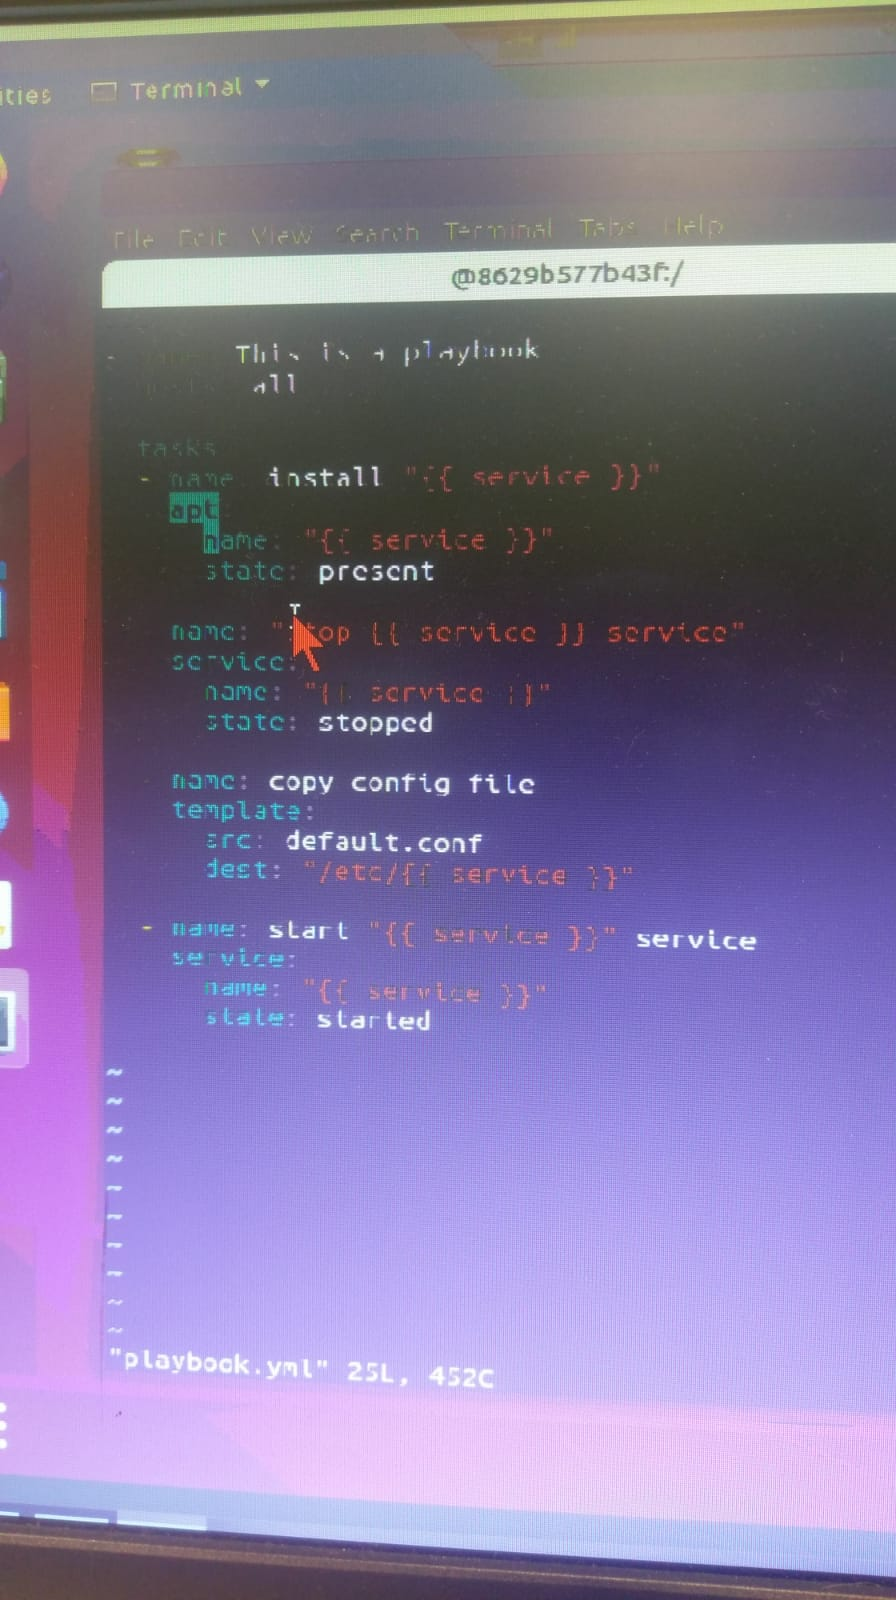 ities Terminal
File Edit View Search Terminal Tabs Help
@8629b577b43f:/
- This is a playbook
all
tasks
- name: install "{{ service }}"
apt
name: "{{ service }}"
state: present
name: "stop {{ service }} service"
service:
name: "{{ service }}"
state: stopped
name: copy config file
template:
src: default.conf
dest: "/etc/{{ service }}"
- name: start "{{ service }}" service
service:
name: "{{ service }}"
state: started
~
~
~
~
~
~
~
~
~
~
"playbook.yml" 25L, 452C